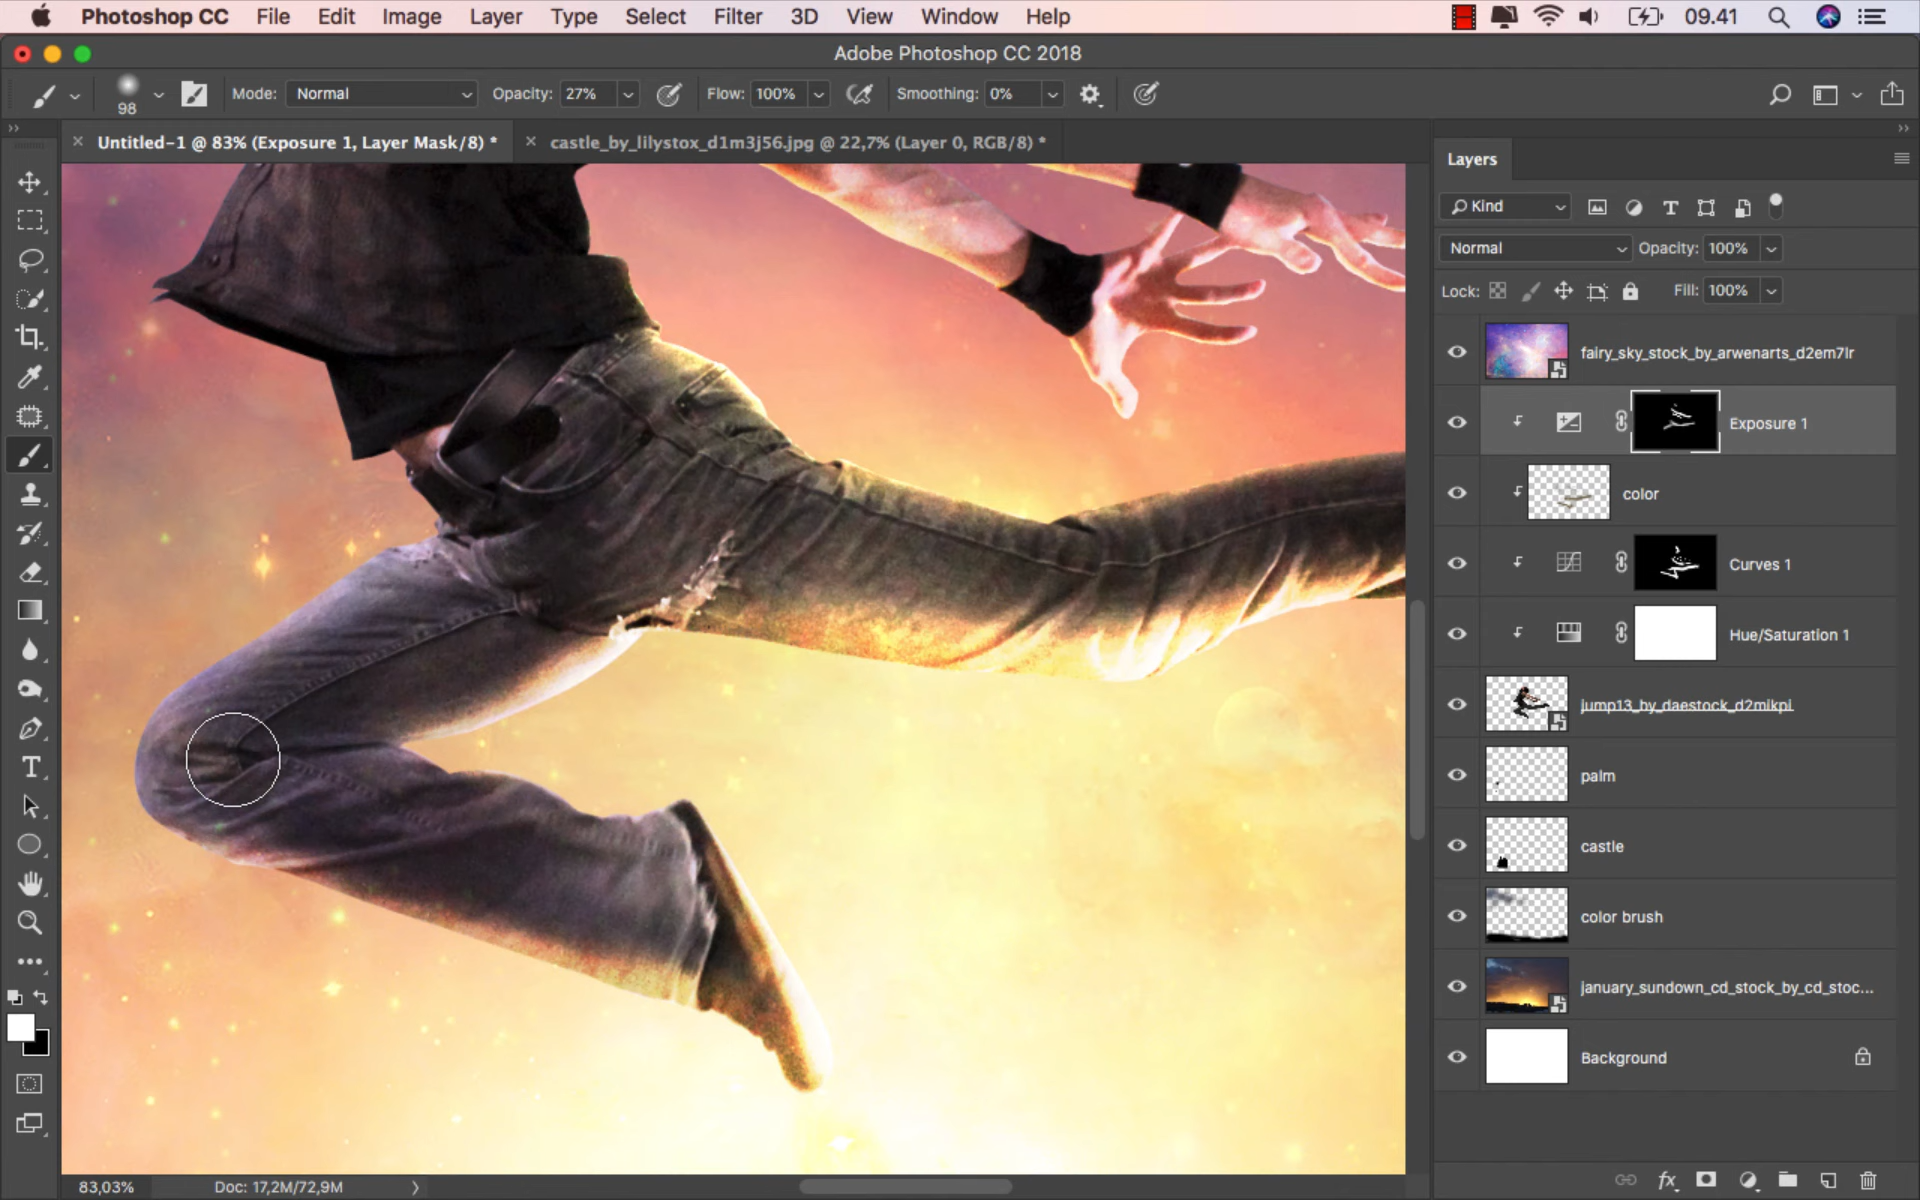 Photoshop CC File Edit Image Layer Type Select Filter 3D View Window Help 09.41
Adobe Photoshop CC 2018
98 Mode: Normal Opacity: 27% Flow: 100% Smoothing: 0%
Untitled-1 @ 83% (Exposure 1, Layer Mask/8) * castle_by_lilystox_d1m3j56.jpg @ 22,7% (Layer 0, RGB/8) *
Layers
Kind
Normal Opacity: 100%
Lock: Fill: 100%
fairy_sky_stock_by_arwenarts_d2em7lr
Exposure 1
color
Curves 1
Hue/Saturation 1
jump13_by_daestock_d2mikpi
palm
castle
color brush
january_sundown_cd_stock_by_cd_stoc...
Background
83,03% Doc: 17,2M/72,9M